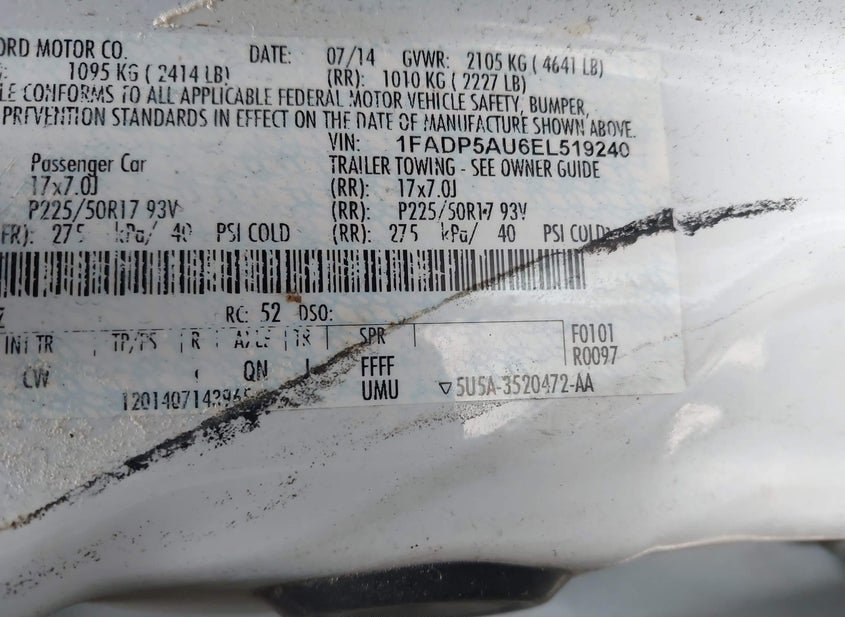 ORD MOTOR CO. DATE: 07/14 GVWR: 2105 KG ( 4641 LB)
: 1095 KG ( 2414 LB) (RR): 1010 KG ( 2227 LB)
LE CONFORMS TO ALL APPLICABLE FEDERAL MOTOR VEHICLE SAFETY, BUMPER,
PREVENTION STANDARDS IN EFFECT ON THE DATE OF MANUFACTURE SHOWN ABOVE.
VIN: 1FADP5AU6EL519240
Passenger Car TRAILER TOWING - SEE OWNER GUIDE
17x7.0J (RR): 17x7.0J
P225/50R17 93V (RR): P225/50R17 93V
FR): 275 kPa/ 40 PSI COLD (RR): 275 kPa/ 40 PSI COLD
RC: 52 DSO:
INT TR TP/PS R AXLE TR SPR F0101
R0097
CW QN FFFF
UMU ▽5U5A-3520472-AA